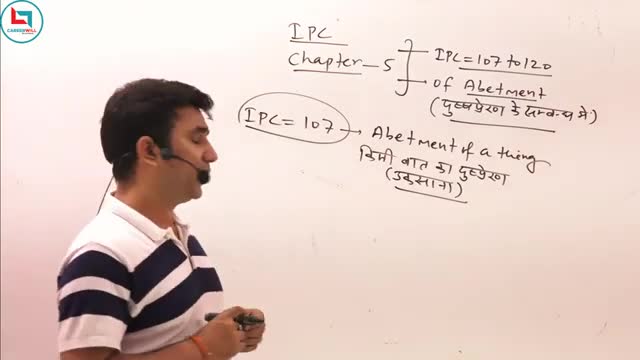 CAREERWILL
IPC
Chapter - 5
IPC = 107 to 120
of Abetment
(दुष्प्रेरण के सम्बन्ध में)
IPC = 107 → Abetment of a thing
किसी बात का दुष्प्रेरण
(उकसाना)